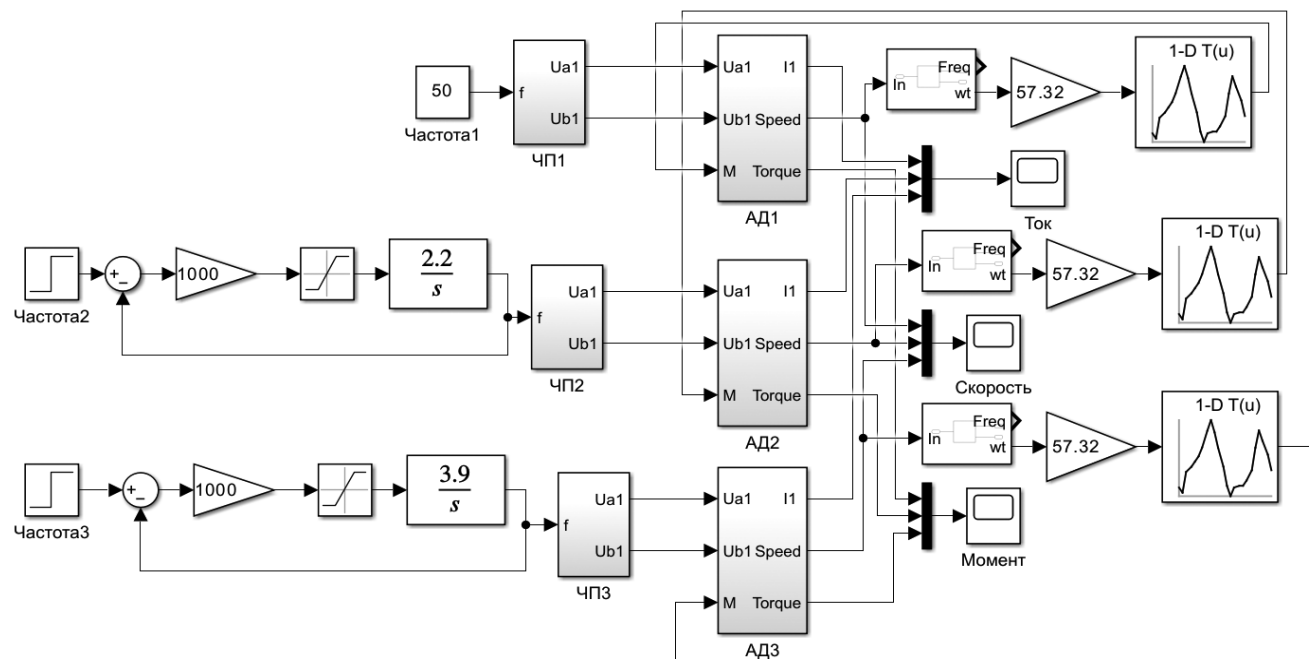 50
Частота1
f
Ua1
Ub1
ЧП1
Ua1
Ub1
M
I1
Speed
Torque
АД1
In
Freq
wt
57.32
1-D T(u)
Ток
Частота2
+
−
1000
2.2
s
f
Ua1
Ub1
ЧП2
Ua1
Ub1
M
I1
Speed
Torque
АД2
In
Freq
wt
57.32
1-D T(u)
Скорость
Частота3
+
−
1000
3.9
s
f
Ua1
Ub1
ЧП3
Ua1
Ub1
M
I1
Speed
Torque
АД3
In
Freq
wt
57.32
1-D T(u)
Момент